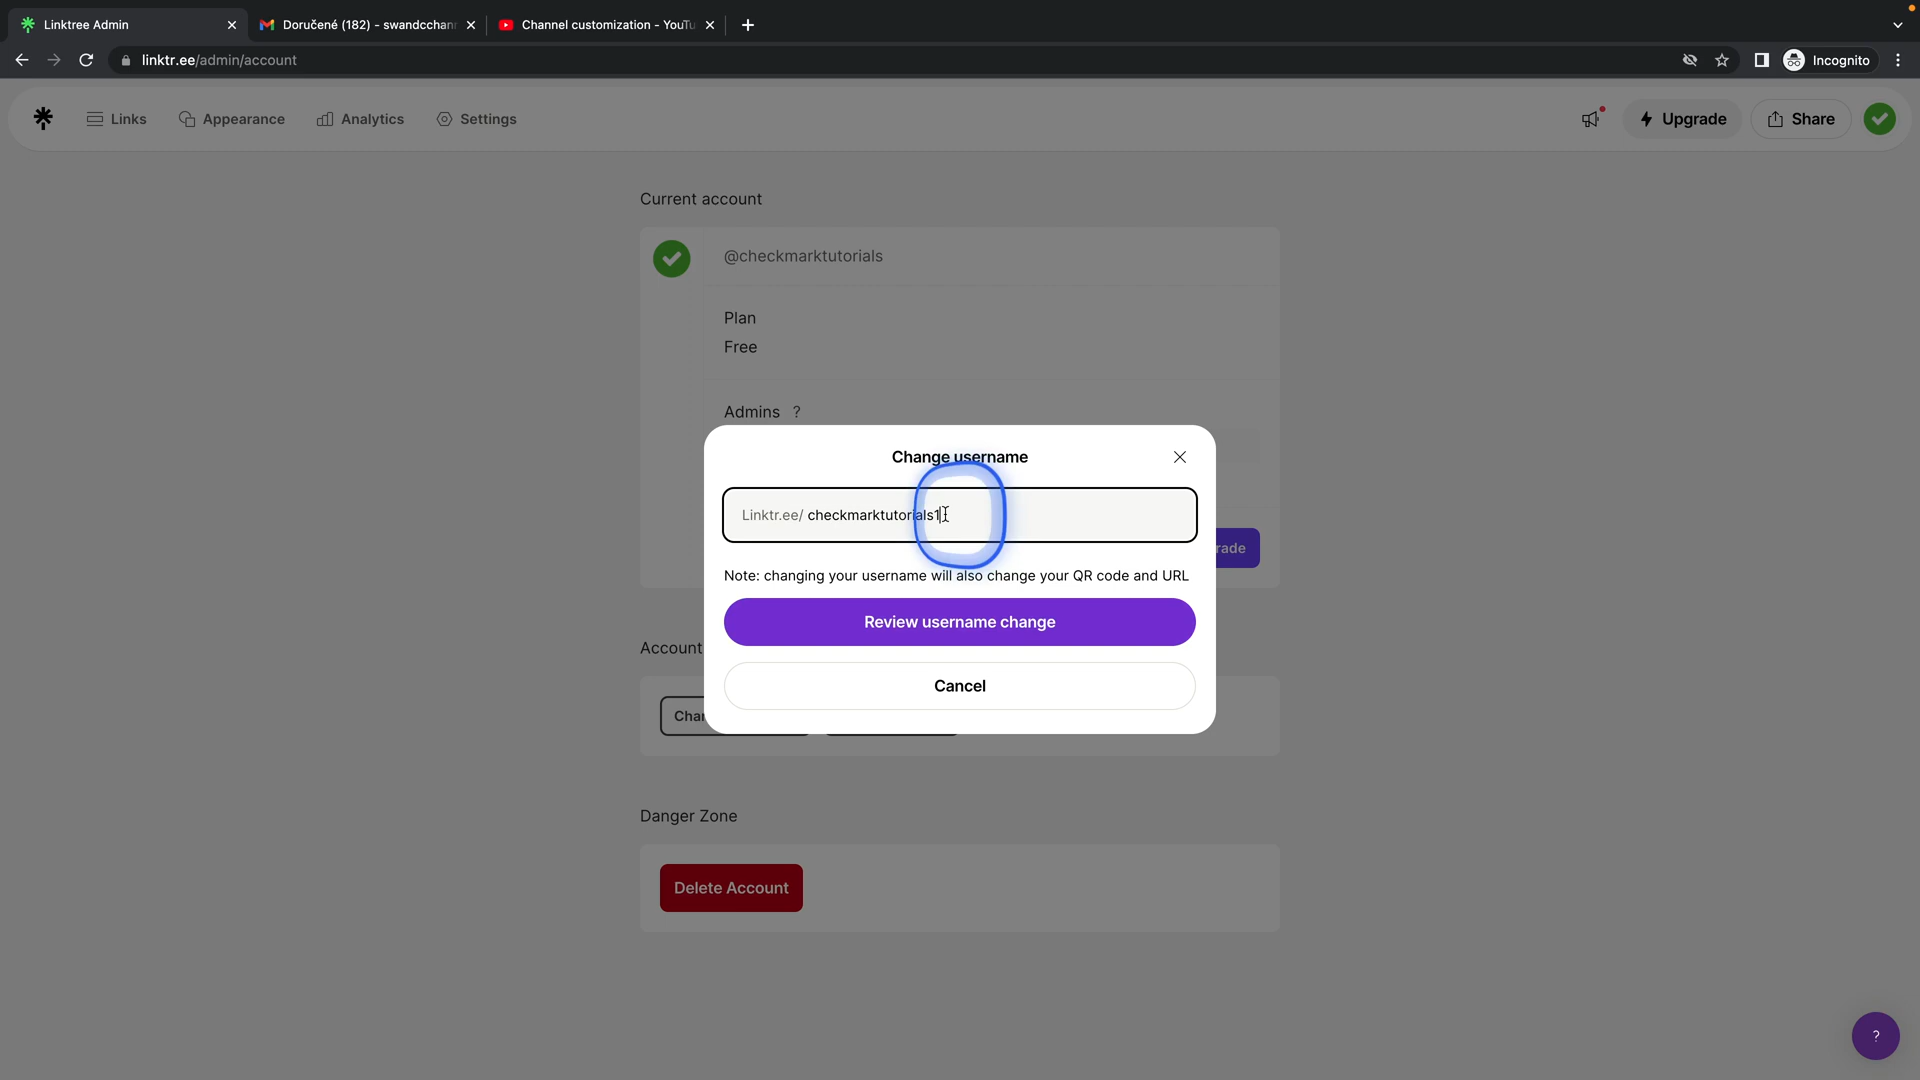 Linktree Admin
Doručené (182) - swandcchann
Channel customization - YouTu
linktr.ee/admin/account
Incognito
Links
Appearance
Analytics
Settings
Upgrade
Share
Current account
@checkmarktutorials
Plan
Free
Admins ?
Change username
Linktr.ee/ checkmarktutorials1
rade
Note: changing your username will also change your QR code and URL
Review username change
Account
Cancel
Char
Danger Zone
Delete Account
?